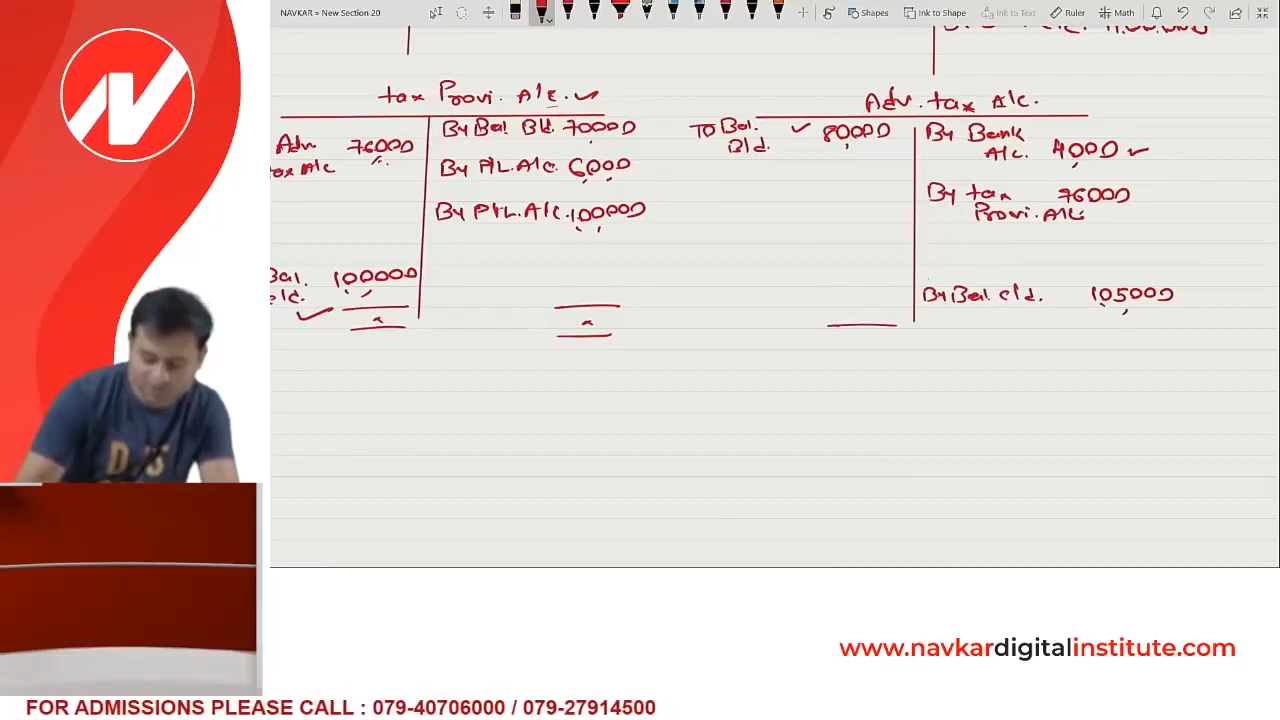 NAVKAR » New Section 20
Shapes
Ink to Shape
Ink to Text
Ruler
Math
tax Provi. A/c.
Adv. tax A/c.
Adv 76000
tax A/c
By Bal. Bld. 70000
By P/L. A/c. 6000
By P/L. A/c. 100000
Bal. 100000
c/d.
To Bal. 80000
Bld.
By Bank
A/c. 4000
By tax 76000
Provi. A/c
By Bal. c/d. 105000
N
www.navkardigitalinstitute.com
FOR ADMISSIONS PLEASE CALL : 079-40706000 / 079-27914500